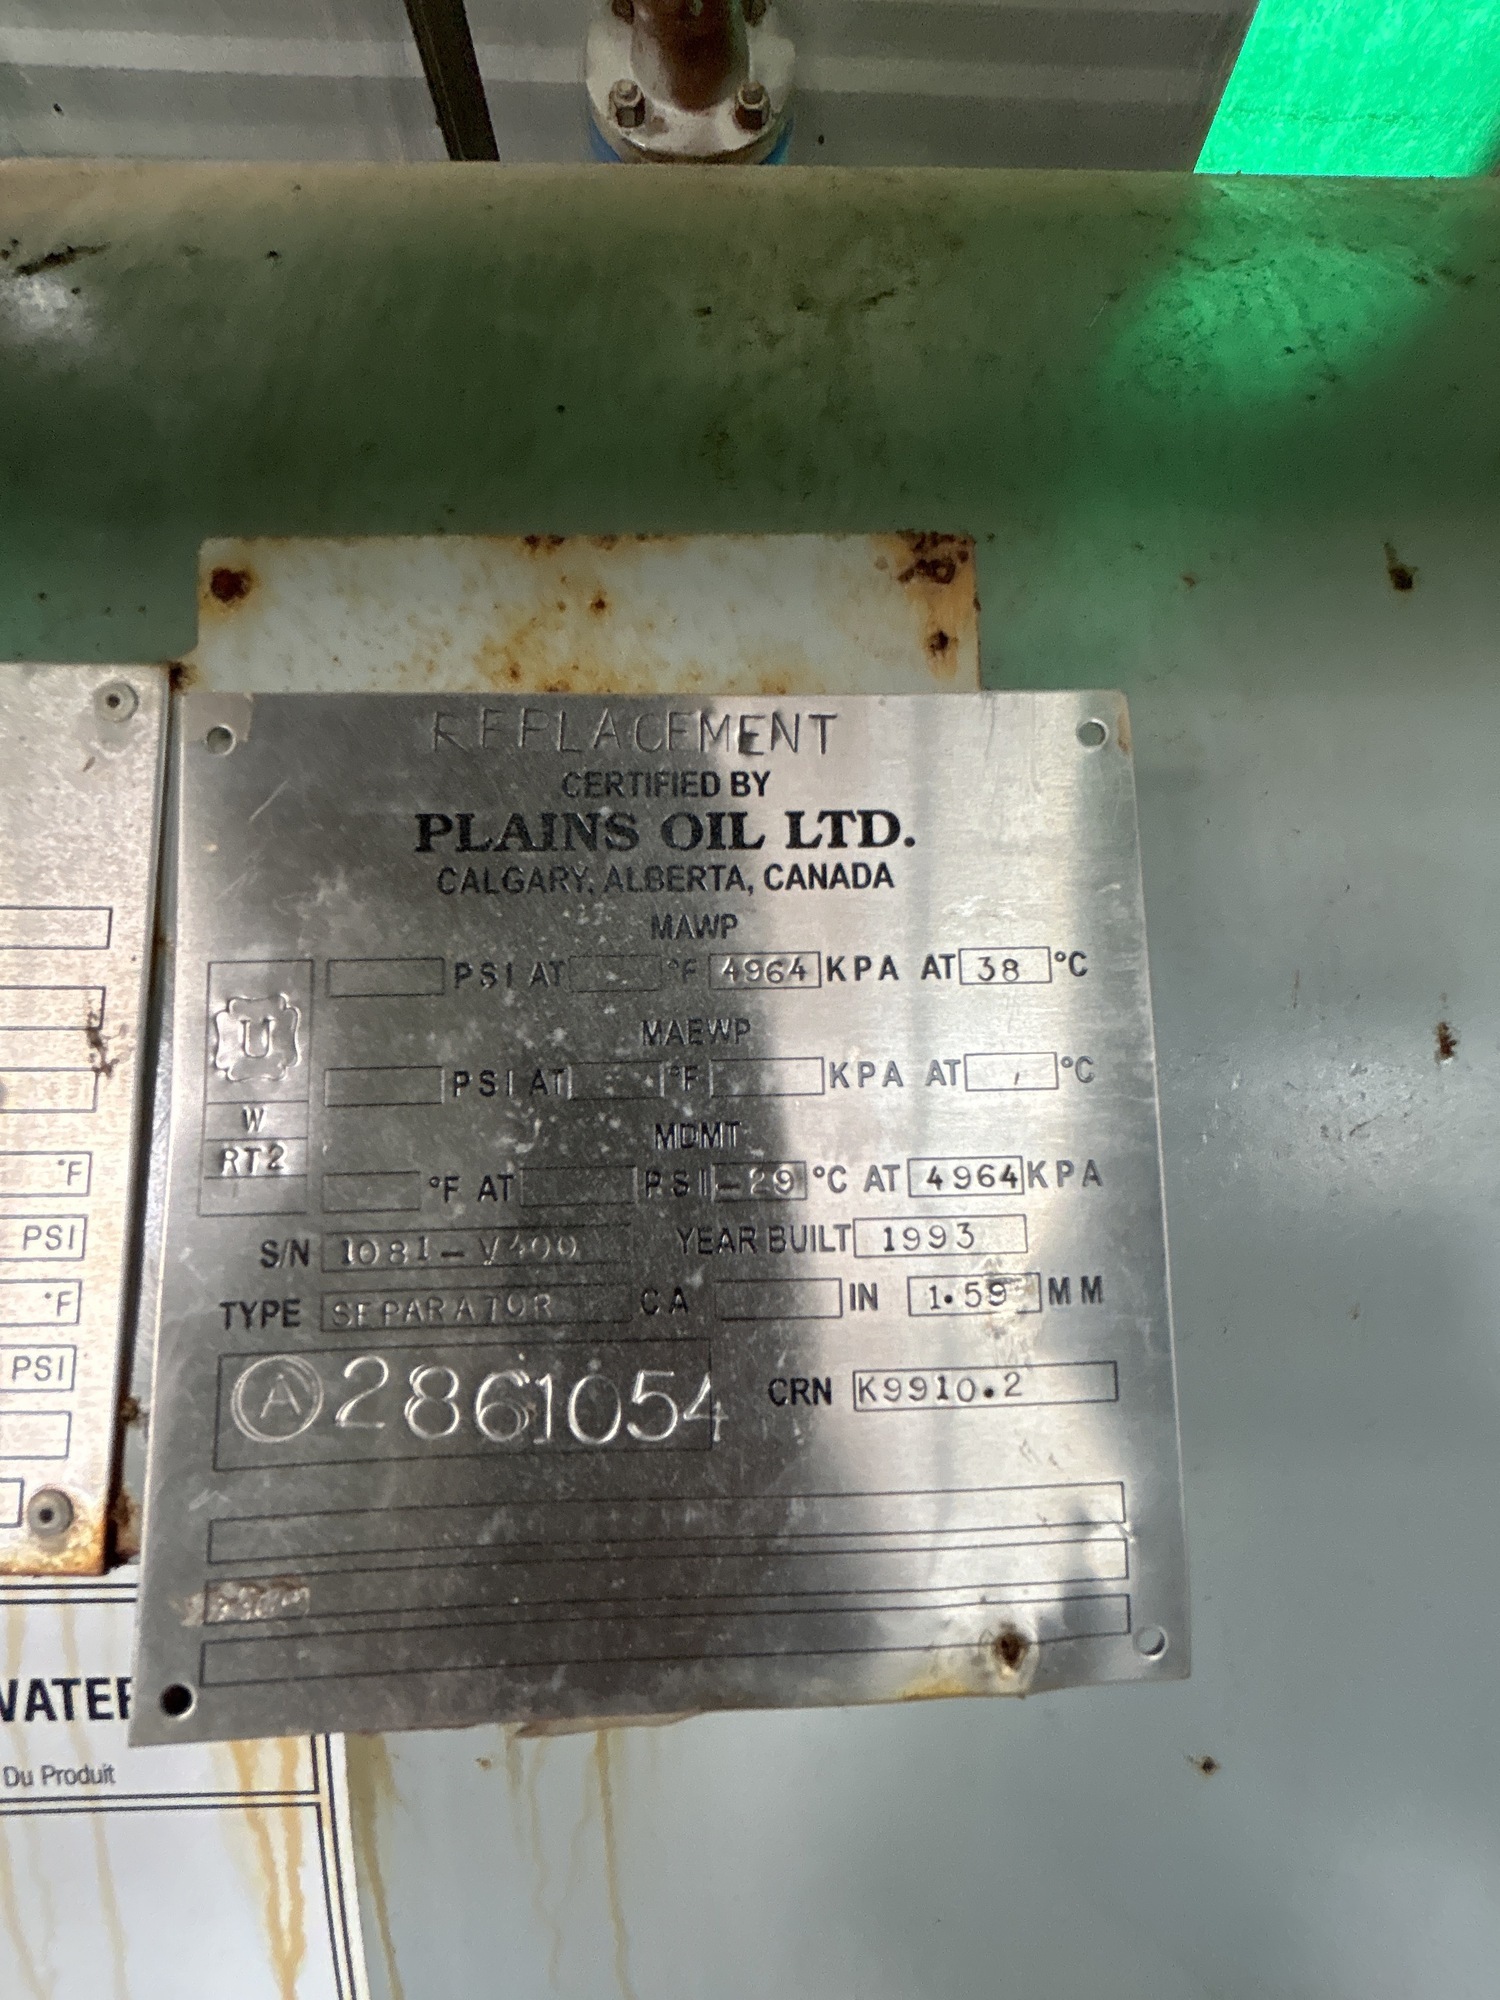 REPLACEMENT
CERTIFIED BY
PLAINS OIL LTD.
CALGARY, ALBERTA, CANADA
MAWP
PSI AT °F 4964 KPA AT 38 °C
U
MAEWP
PSI AT °F KPA AT °C
W
MDMT
RT2
°F AT PSI -29 °C AT 4964 KPA
S/N 1081-V400 YEAR BUILT 1993
TYPE SEPARATOR CA IN 1.59 MM
A 2861054 CRN K9910.2
°F
PSI
°F
PSI
Du Produit